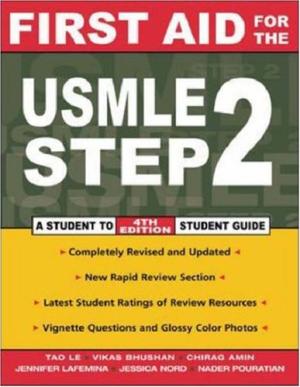 FIRST AID FOR THE
USMLE
STEP 2
A STUDENT TO 4TH EDITION STUDENT GUIDE
Completely Revised and Updated
New Rapid Review Section
Latest Student Ratings of Review Resources
Vignette Questions and Glossy Color Photos
TAO LE • VIKAS BHUSHAN • CHIRAG AMIN
JENNIFER LAFEMINA • JESSICA NORD • NADER POURATIAN